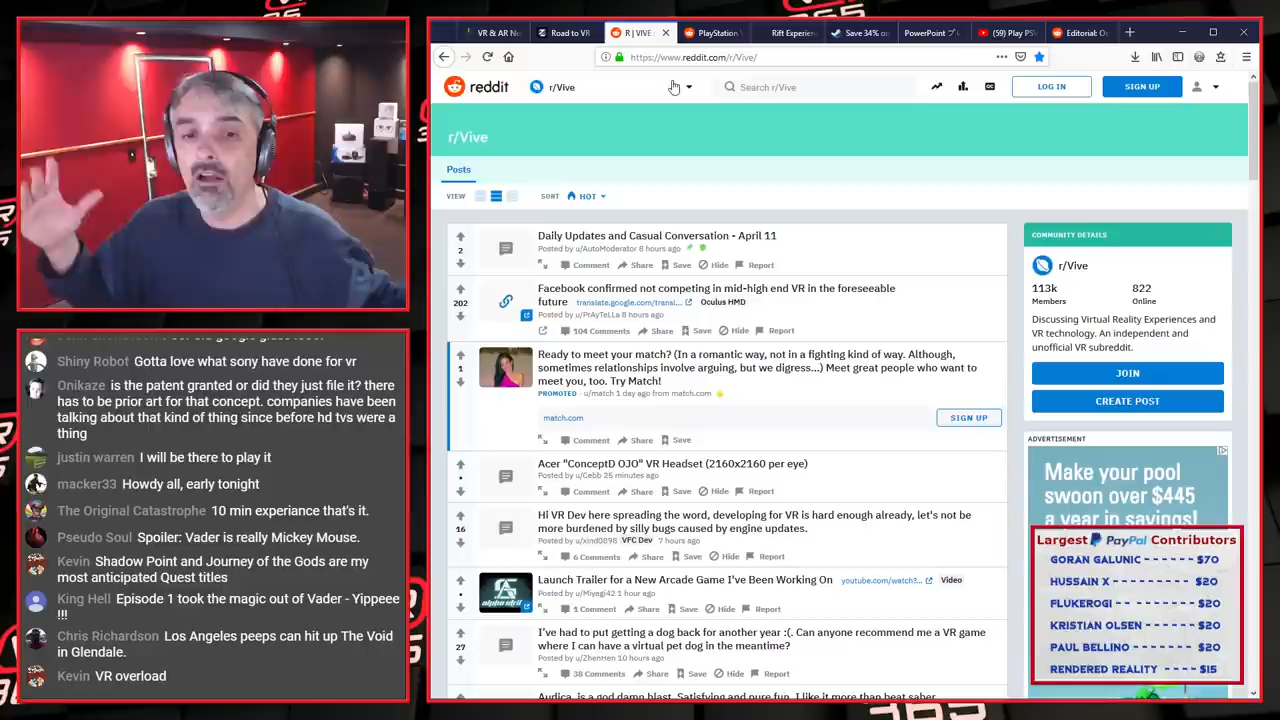 VR & AR Ne
Road to VR
R | VIVE
PlayStation
Rift Experien
Steam 34% o
PowerPoint プ
(59) Play PS
Editorial: O
https://www.reddit.com/r/Vive/
reddit
r/Vive
Search r/Vive
LOG IN
SIGN UP
r/Vive
Posts
VIEW
SORT
HOT
2
Daily Updates and Casual Conversation - April 11
Posted by u/AutoModerator 8 hours ago
Comment Share Save Hide Report
202
Facebook confirmed not competing in mid-high end VR in the foreseeable
future translate.google.com/transl... Oculus HMD
Posted by u/PrAyTeLLa 8 hours ago
104 Comments Share Save Hide Report
1
Ready to meet your match? (In a romantic way, not in a fighting kind of way. Although,
sometimes relationships involve arguing, but we digress...) Meet great people who want to
meet you, too. Try Match!
PROMOTED · u/match 1 day ago from match.com
match.com
SIGN UP
Comment Share Save
Acer "ConceptD OJO" VR Headset (2160x2160 per eye)
Posted by u/Cebb 25 minutes ago
Comment Share Save Hide Report
16
Hi VR Dev here spreading the word, developing for VR is hard enough already, let's not be
more burdened by silly bugs caused by engine updates.
Posted by u/xind0898 VFC Dev 7 hours ago
6 Comments Share Save Hide Report
Launch Trailer for a New Arcade Game I've Been Working On youtube.com/watch?... Video
Posted by u/Miyagi42 1 hour ago
1 Comment Share Save Hide Report
27
I've had to put getting a dog back for another year :(. Can anyone recommend me a VR game
where I can have a virtual pet dog in the meantime?
Posted by u/ZhenHen 10 hours ago
38 Comments Share Save Hide Report
Audica, is a god damn blast. Satisfying and pure fun. I like it more than beat saber.
COMMUNITY DETAILS
r/Vive
113k
Members
822
Online
Discussing Virtual Reality Experiences and
VR technology. An independent and
unofficial VR subreddit.
JOIN
CREATE POST
ADVERTISEMENT
Make your pool
swoon over $445
a year in savings!
Largest PayPal Contributors
GORAN GALUNIC - - - - - - $70
HUSSAIN X - - - - - - - - - $20
FLUKEROGI - - - - - - - - - $20
KRISTIAN OLSEN - - - - - $20
PAUL BELLINO - - - - - - - $20
RENDERED REALITY - - - - $15
Shiny Robot Gotta love what sony have done for vr
Onikaze is the patent granted or did they just file it? there
has to be prior art for that concept. companies have been
talking about that kind of thing since before hd tvs were a
thing
justin warren I will be there to play it
macker33 Howdy all, early tonight
The Original Catastrophe 10 min experiance that's it.
Pseudo Soul Spoiler: Vader is really Mickey Mouse.
Kevin Shadow Point and Journey of the Gods are my
most anticipated Quest titles
King Hell Episode 1 took the magic out of Vader - Yippeee
!!!
Chris Richardson Los Angeles peeps can hit up The Void
in Glendale.
Kevin VR overload